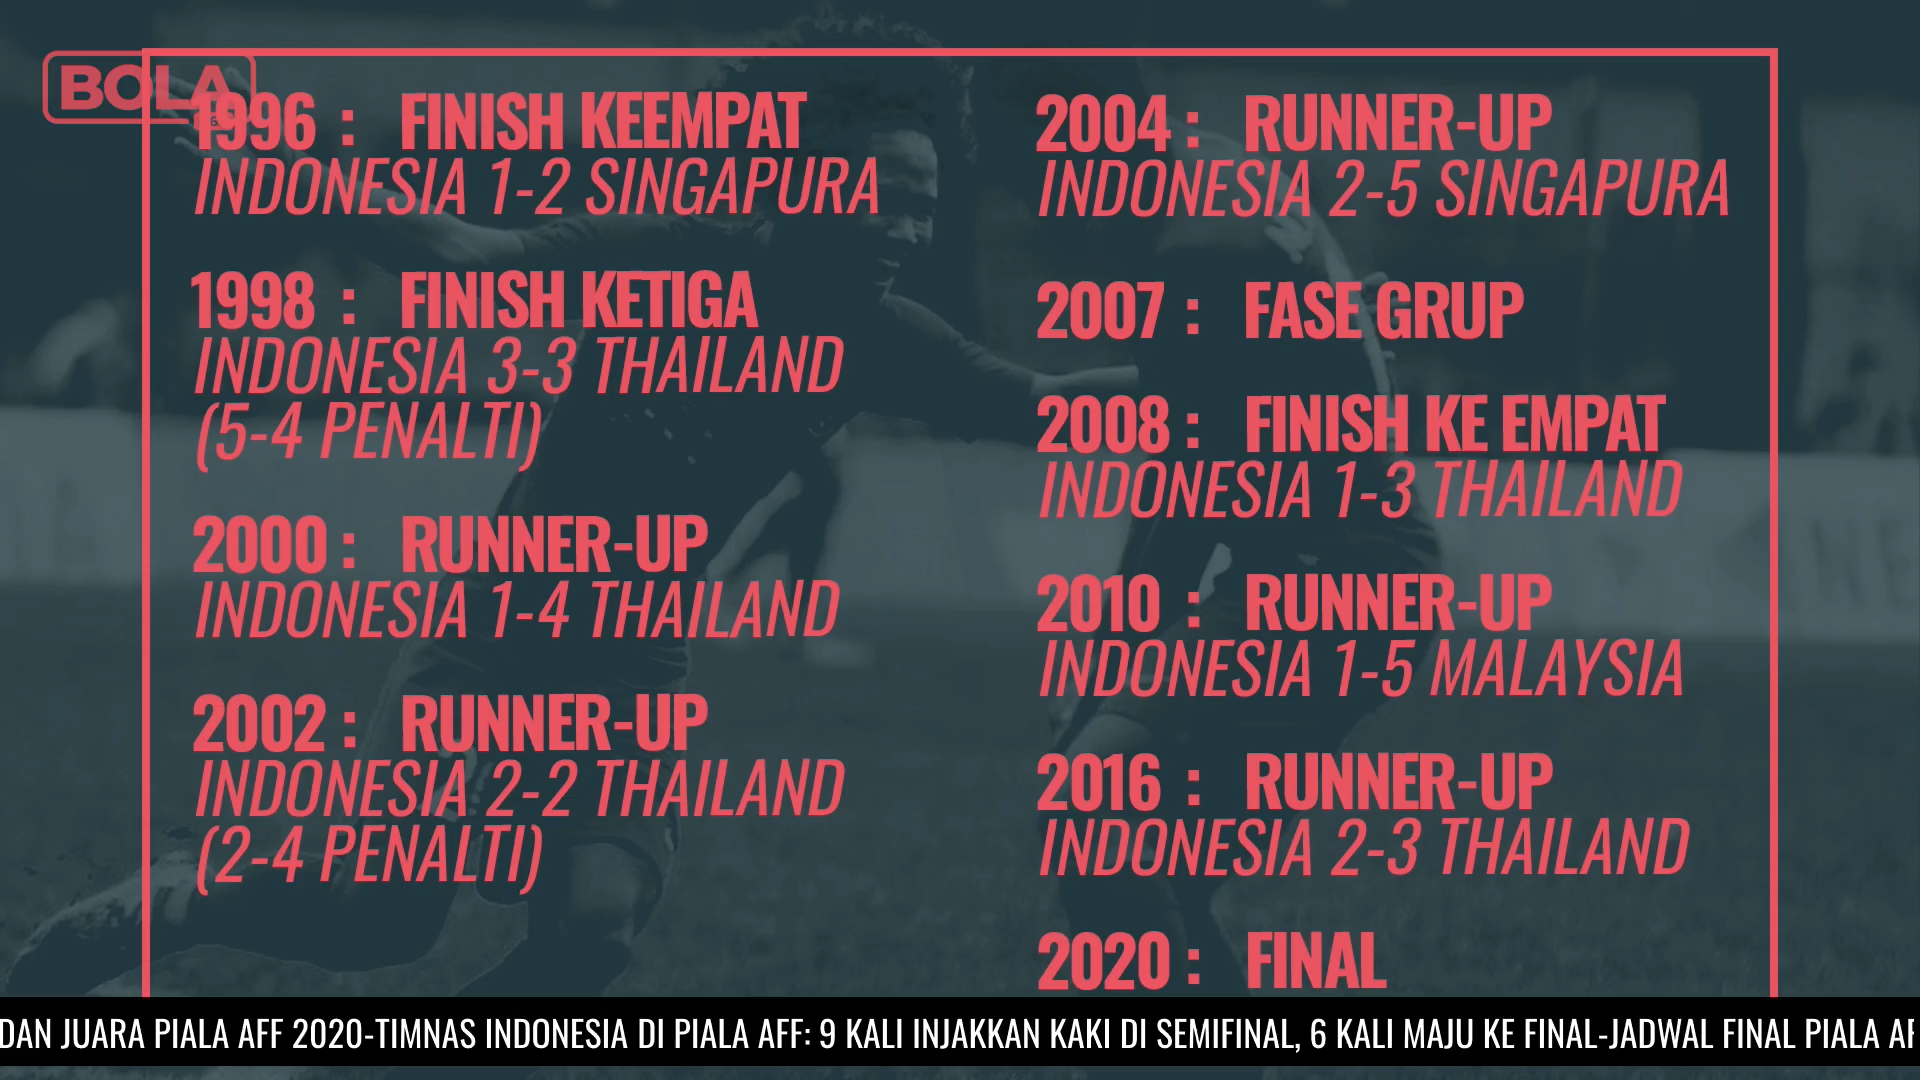 BOLA
1996 : FINISH KEEMPAT
INDONESIA 1-2 SINGAPURA
1998 : FINISH KETIGA
INDONESIA 3-3 THAILAND
(5-4 PENALTI)
2000 : RUNNER-UP
INDONESIA 1-4 THAILAND
2002 : RUNNER-UP
INDONESIA 2-2 THAILAND
(2-4 PENALTI)
2004 : RUNNER-UP
INDONESIA 2-5 SINGAPURA
2007 : FASE GRUP
2008 : FINISH KE EMPAT
INDONESIA 1-3 THAILAND
2010 : RUNNER-UP
INDONESIA 1-5 MALAYSIA
2016 : RUNNER-UP
INDONESIA 2-3 THAILAND
2020 : FINAL
DAN JUARA PIALA AFF 2020-TIMNAS INDONESIA DI PIALA AFF: 9 KALI INJAKKAN KAKI DI SEMIFINAL, 6 KALI MAJU KE FINAL-JADWAL FINAL PIALA